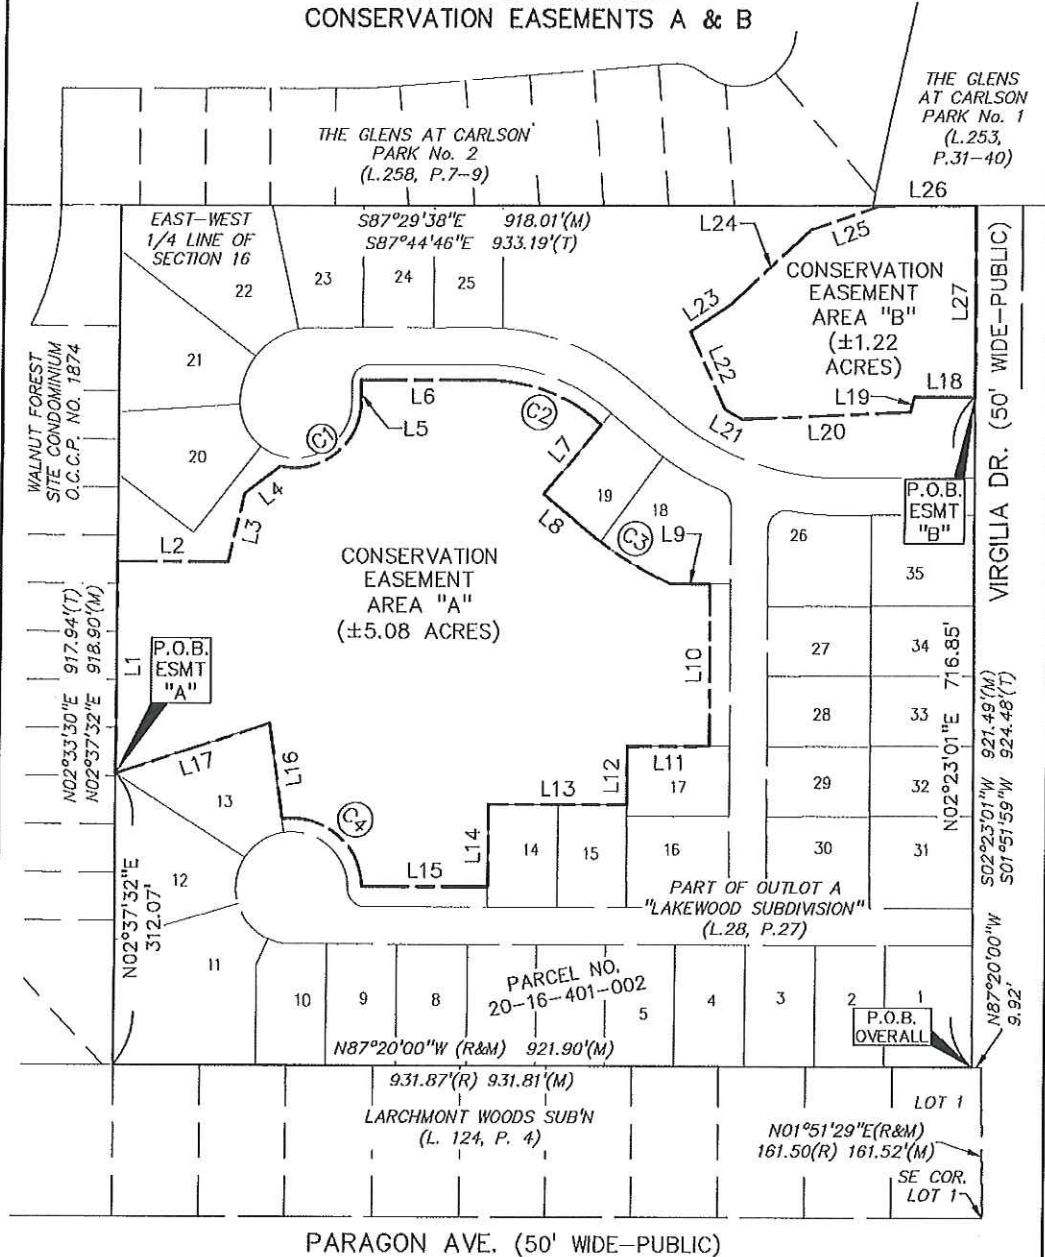 CONSERVATION EASEMENTS A & B
THE GLENS
AT CARLSON
PARK No. 1
(L.253,
P.31-40)
THE GLENS AT CARLSON
PARK No. 2
(L.258, P.7-9)
L26
EAST-WEST
1/4 LINE OF
SECTION 16
S87°29'38"E 918.01'(M)
S87°44'46"E 933.19'(T)
L24
L25
22
23
24
25
CONSERVATION
EASEMENT
AREA "B"
(±1.22
ACRES)
L23
L27
VIRGILIA DR. (50' WIDE-PUBLIC)
21
L22
L19
L18
L6
L5
C2
C1
L21
L20
WALNUT FOREST
SITE CONDOMINIUM
O.C.C.P. NO. 1874
20
L4
L7
L3
L8
19
18
C3
L9
P.O.B.
ESMT
"B"
26
L2
CONSERVATION
EASEMENT
AREA "A"
(±5.08 ACRES)
35
N02°33'30"E 917.94'(T)
N02°37'32"E 918.90'(M)
L1
P.O.B.
ESMT
"A"
L10
27
34
28
33
N02°23'01"E 716.85'
S02°23'01"W 921.49'(M)
S01°51'59"W 924.48'(T)
L17
L16
L11
L12
L13
17
29
32
13
C4
L14
L15
14
15
16
30
31
12
PART OF OUTLOT A
"LAKEWOOD SUBDIVISION"
(L.28, P.27)
N02°37'32"E
312.07'
11
PARCEL NO.
20-16-401-002
10
9
8
5
4
3
2
1
N87°20'00"W
9.92'
P.O.B.
OVERALL
N87°20'00"W (R&M) 921.90'(M)
931.87'(R) 931.81'(M)
LARCHMONT WOODS SUB'N
(L. 124, P. 4)
LOT 1
N01°51'29"E(R&M)
161.50(R) 161.52'(M)
SE COR.
LOT 1
PARAGON AVE. (50' WIDE-PUBLIC)